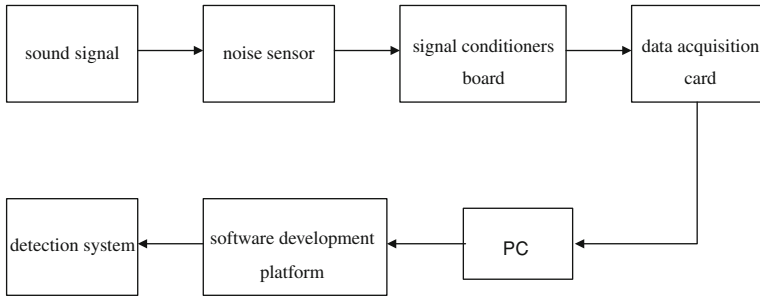 sound signal
noise sensor
signal conditioners
board
data acquisition
card
detection system
software development
platform
PC